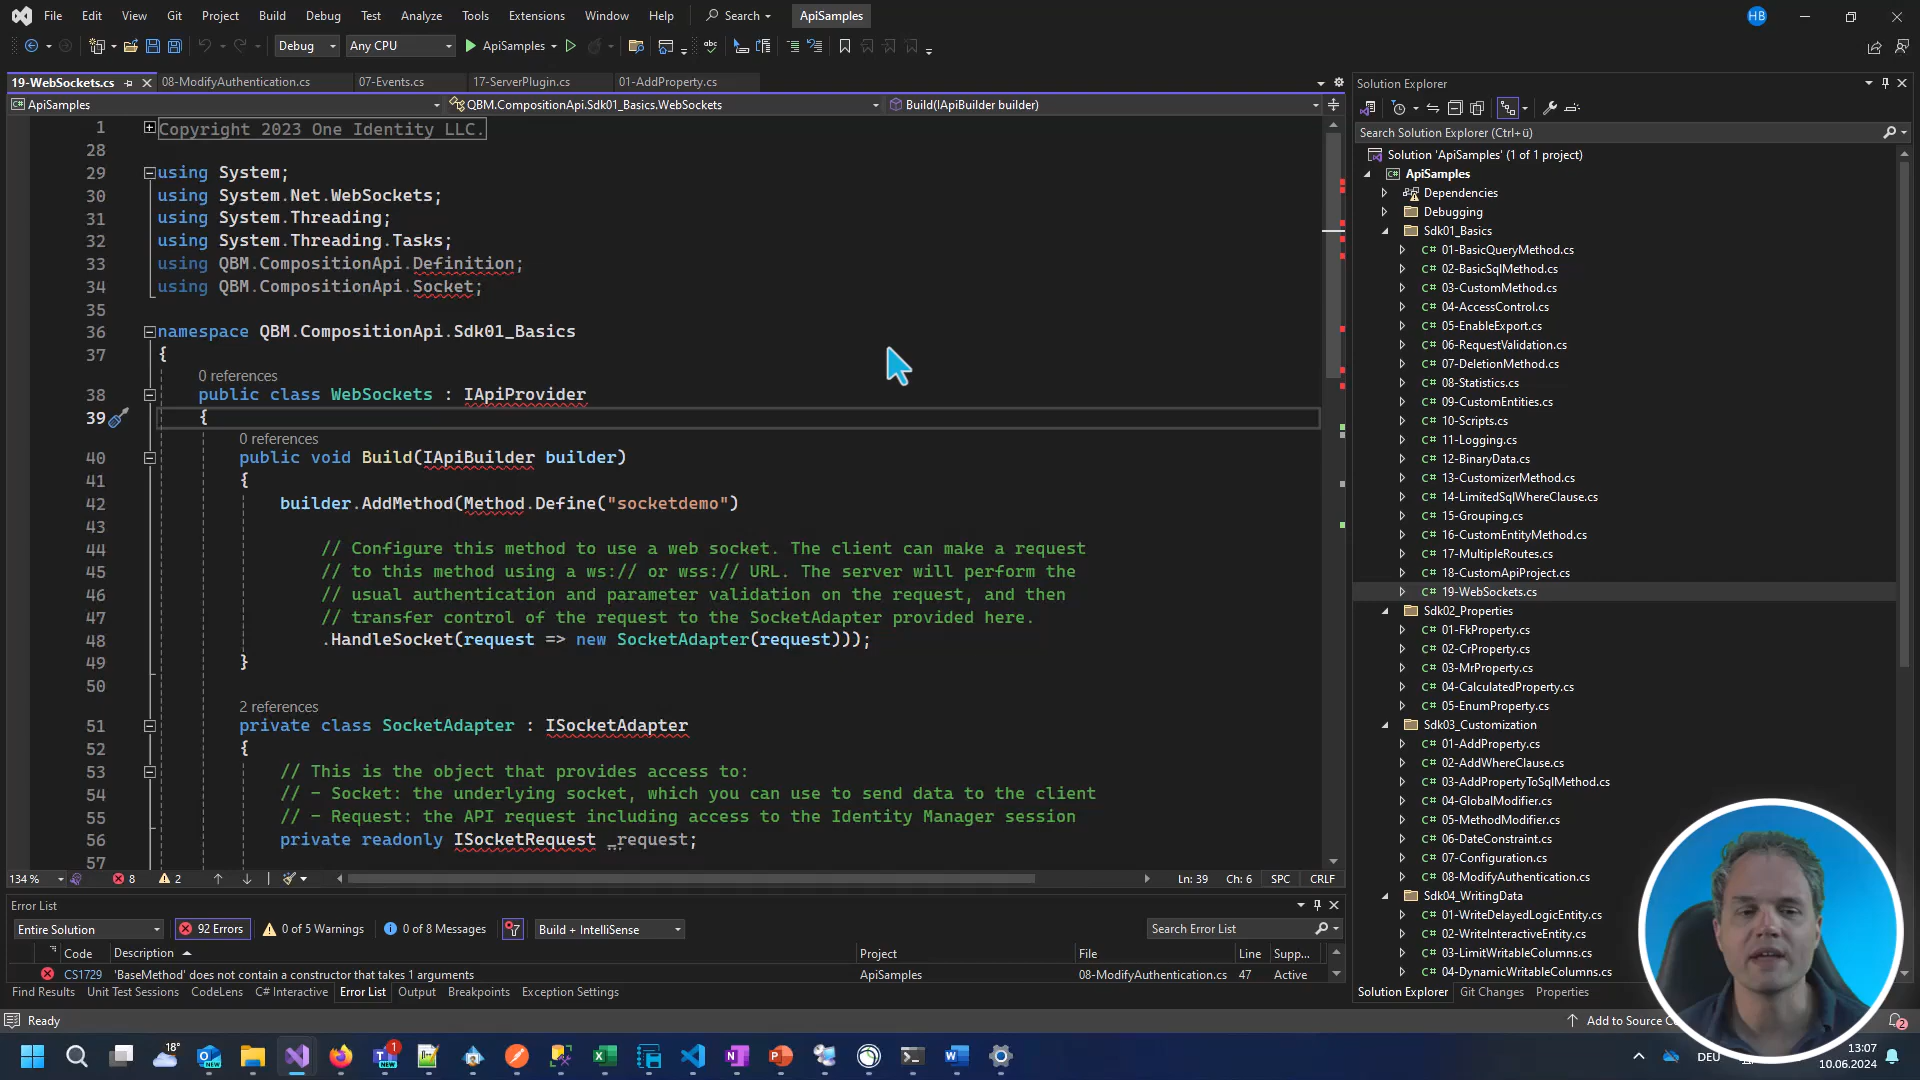 File Edit View Git Project Build Debug Test Analyze Tools Extensions Window Help Search ApiSamples HB
Debug Any CPU ApiSamples
19-WebSockets.cs 08-ModifyAuthentication.cs 07-Events.cs 17-ServerPlugin.cs 01-AddProperty.cs
ApiSamples QBM.CompositionApi.Sdk01_Basics.WebSockets Build(IApiBuilder builder)
1 Copyright 2023 One Identity LLC.
28
29 using System;
30 using System.Net.WebSockets;
31 using System.Threading;
32 using System.Threading.Tasks;
33 using QBM.CompositionApi.Definition;
34 using QBM.CompositionApi.Socket;
35
36 namespace QBM.CompositionApi.Sdk01_Basics
37 {
0 references
38 public class WebSockets : IApiProvider
39 {
0 references
40 public void Build(IApiBuilder builder)
41 {
42 builder.AddMethod(Method.Define("socketdemo")
43
44 // Configure this method to use a web socket. The client can make a request
45 // to this method using a ws:// or wss:// URL. The server will perform the
46 // usual authentication and parameter validation on the request, and then
47 // transfer control of the request to the SocketAdapter provided here.
48 .HandleSocket(request => new SocketAdapter(request)));
49 }
50
2 references
51 private class SocketAdapter : ISocketAdapter
52 {
53 // This is the object that provides access to:
54 // - Socket: the underlying socket, which you can use to send data to the client
55 // - Request: the API request including access to the Identity Manager session
56 private readonly ISocketRequest _request;
57
134 % 8 2 Ln: 39 Ch: 6 SPC CRLF
Error List
Entire Solution 92 Errors 0 of 5 Warnings 0 of 8 Messages Build + IntelliSense Search Error List
Code Description Project File Line Supp...
CS1729 'BaseMethod' does not contain a constructor that takes 1 arguments ApiSamples 08-ModifyAuthentication.cs 47 Active
Find Results Unit Test Sessions CodeLens C# Interactive Error List Output Breakpoints Exception Settings
Solution Explorer
Search Solution Explorer (Ctrl+ü)
Solution 'ApiSamples' (1 of 1 project)
ApiSamples
Dependencies
Debugging
Sdk01_Basics
C# 01-BasicQueryMethod.cs
C# 02-BasicSqlMethod.cs
C# 03-CustomMethod.cs
C# 04-AccessControl.cs
C# 05-EnableExport.cs
C# 06-RequestValidation.cs
C# 07-DeletionMethod.cs
C# 08-Statistics.cs
C# 09-CustomEntities.cs
C# 10-Scripts.cs
C# 11-Logging.cs
C# 12-BinaryData.cs
C# 13-CustomizerMethod.cs
C# 14-LimitedSqlWhereClause.cs
C# 15-Grouping.cs
C# 16-CustomEntityMethod.cs
C# 17-MultipleRoutes.cs
C# 18-CustomApiProject.cs
C# 19-WebSockets.cs
Sdk02_Properties
C# 01-FkProperty.cs
C# 02-CrProperty.cs
C# 03-MrProperty.cs
C# 04-CalculatedProperty.cs
C# 05-EnumProperty.cs
Sdk03_Customization
C# 01-AddProperty.cs
C# 02-AddWhereClause.cs
C# 03-AddPropertyToSqlMethod.cs
C# 04-GlobalModifier.cs
C# 05-MethodModifier.cs
C# 06-DateConstraint.cs
C# 07-Configuration.cs
C# 08-ModifyAuthentication.cs
Sdk04_WritingData
C# 01-WriteDelayedLogicEntity.cs
C# 02-WriteInteractiveEntity.cs
C# 03-LimitWritableColumns.cs
C# 04-DynamicWritableColumns.cs
Solution Explorer Git Changes Properties
Ready Add to Source 2
18° 1 DEU 13:07
10.06.2024